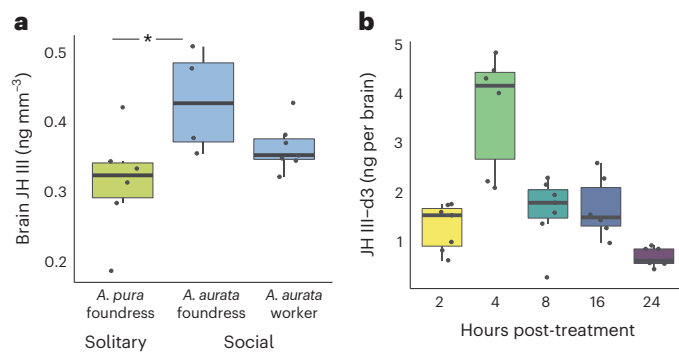 a
Brain JH III (ng mm⁻³)
0.5
0.4
0.3
0.2
*
A. pura
foundress
A. aurata
foundress
A. aurata
worker
Solitary
Social
b
JH III–d3 (ng per brain)
5
4
3
2
1
2
4
8
16
24
Hours post-treatment